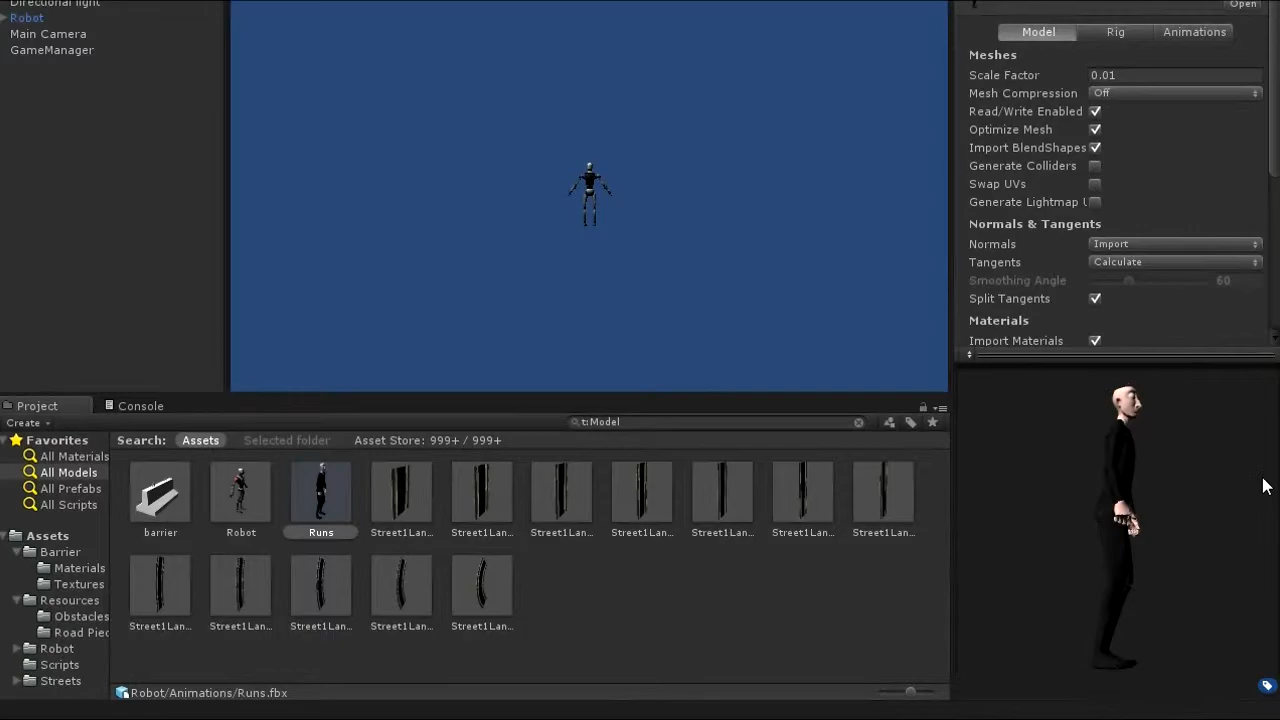 Directional light
Robot
Main Camera
GameManager
Open
Model Rig Animations
Meshes
Scale Factor 0.01
Mesh Compression Off
Read/Write Enabled
Optimize Mesh
Import BlendShapes
Generate Colliders
Swap UVs
Generate Lightmap U
Normals & Tangents
Normals Import
Tangents Calculate
Smoothing Angle 60
Split Tangents
Materials
Import Materials
Project Console
Create t:Model
Favorites
All Materials
All Models
All Prefabs
All Scripts
Assets
Barrier
Materials
Textures
Resources
Obstacles
Road Piec
Robot
Scripts
Streets
Search: Assets Selected folder Asset Store: 999+ / 999+
barrier Robot Runs Street1Lan... Street1Lan... Street1Lan... Street1Lan... Street1Lan... Street1Lan... Street1Lan...
Street1Lan... Street1Lan... Street1Lan... Street1Lan... Street1Lan...
Robot/Animations/Runs.fbx